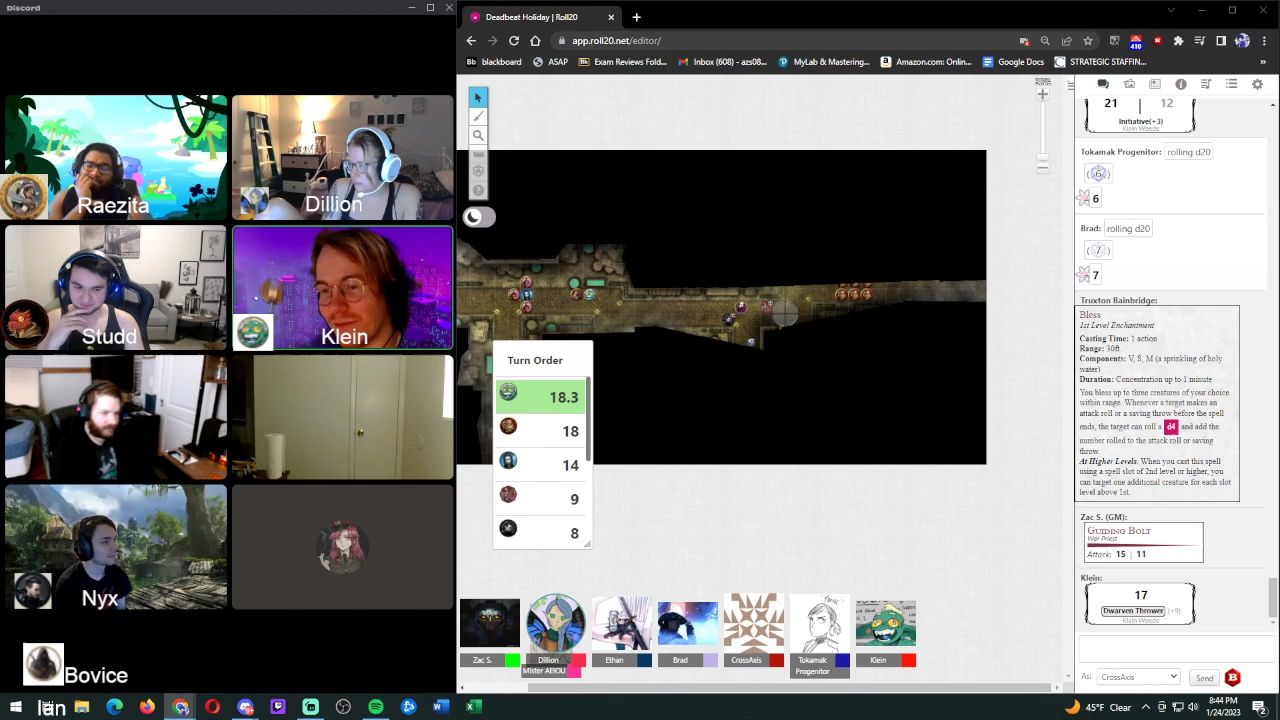 Discord
Deadbeat Holiday | Roll20
app.roll20.net/editor/
410
blackboard
ASAP
Exam Reviews Fold...
Inbox (608) - azs08...
MyLab & Mastering...
Amazon.com: Onlin...
Google Docs
STRATEGIC STAFFIN...
Raezita
Dillion
Studd
Klein
Nyx
Bovice
Ian
Turn Order
18.3
18
14
9
8
Zac S.
Dillion
Mister AEIOU
Ethan
Brad
CrossAxis
Tokamak
Progenitor
Klein
21 | 12
Initiative(+3)
Klein Woode
Tokamak Progenitor: rolling d20
6
6
Brad: rolling d20
7
7
Truxton Bainbridge:
Bless
1st Level Enchantment
Casting Time: 1 action
Range: 30ft
Components: V, S, M (a sprinkling of holy
water)
Duration: Concentration up to 1 minute
You bless up to three creatures of your choice
within range. Whenever a target makes an
attack roll or a saving throw before the spell
ends, the target can roll a d4 and add the
number rolled to the attack roll or saving
throw.
At Higher Levels. When you cast this spell
using a spell slot of 2nd level or higher, you
can target one additional creature for each slot
level above 1st.
Zac S. (GM):
Guiding Bolt
War Priest
Attack: 15 | 11
Klein:
17
Dwarven Thrower (+9)
Klein Woode
As: CrossAxis
Send
45°F Clear
8:44 PM
1/24/2023
2